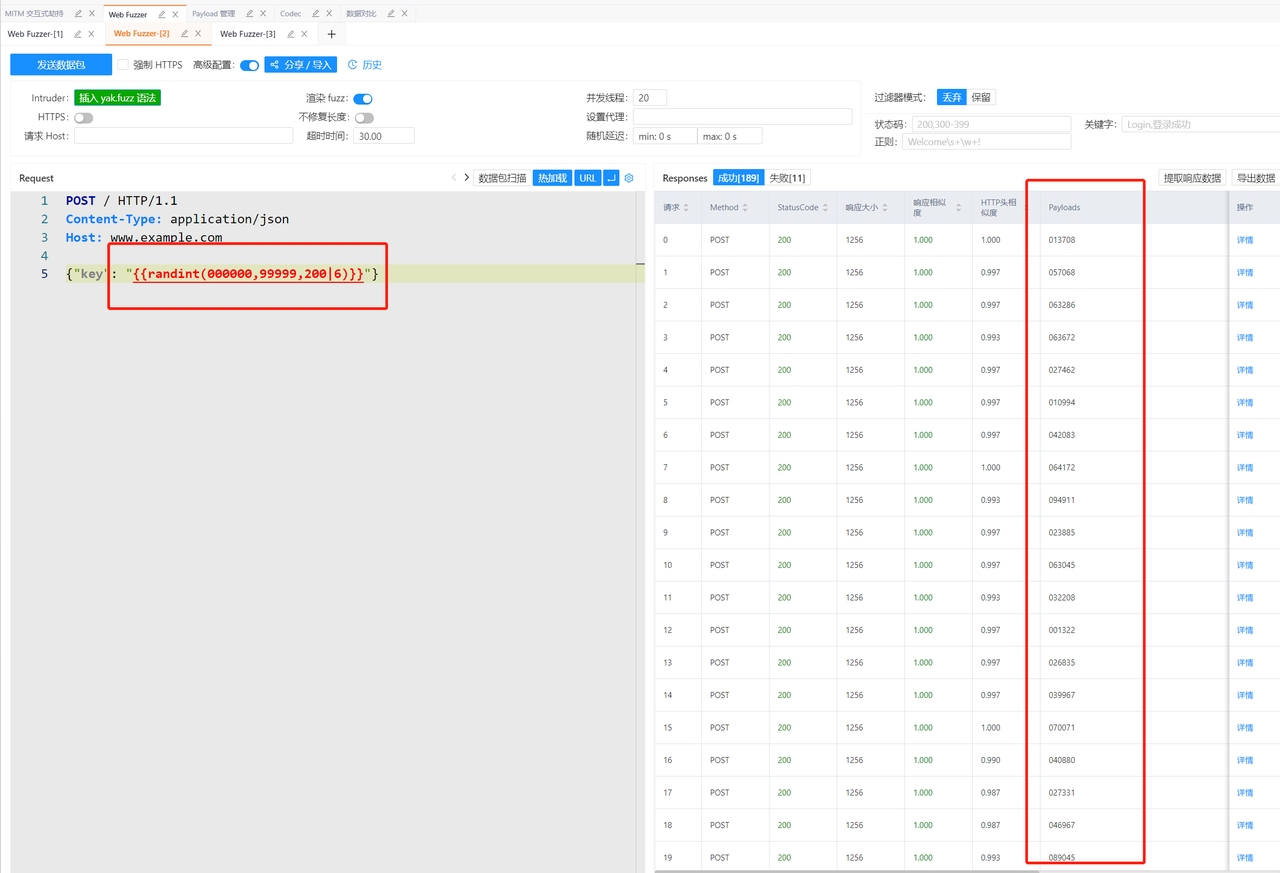 MITM 交互式劫持 Web Fuzzer Payload 管理 Codec 数据对比
Web Fuzzer-[1] Web Fuzzer-[2] Web Fuzzer-[3]
发送数据包 强制 HTTPS 高级配置: 分享 / 导入 历史
Intruder: 插入 yak.fuzz 语法 渲染 fuzz: 并发线程: 20 过滤器模式: 丢弃 保留
HTTPS: 不修复长度: 设置代理: 状态码: 200,300-399 关键字: Login,登录成功
请求 Host: 超时时间: 30.00 随机延迟: min: 0 s max: 0 s 正则: Welcome\s+\w+!
Request 数据包扫描 热加载 URL
1 POST / HTTP/1.1
2 Content-Type: application/json
3 Host: www.example.com
4
5 {"key": "{{randint(000000,99999,200|6)}}"}
Responses 成功[189] 失败[11] 提取响应数据 导出数据
请求 Method StatusCode 响应大小 响应相似度 HTTP头相似度 Payloads 操作
0 POST 200 1256 1.000 1.000 013708 详情
1 POST 200 1256 1.000 0.997 057068 详情
2 POST 200 1256 1.000 0.997 063286 详情
3 POST 200 1256 1.000 0.993 063672 详情
4 POST 200 1256 1.000 0.997 027462 详情
5 POST 200 1256 1.000 0.997 010994 详情
6 POST 200 1256 1.000 0.997 042083 详情
7 POST 200 1256 1.000 1.000 064172 详情
8 POST 200 1256 1.000 0.993 094911 详情
9 POST 200 1256 1.000 0.997 023885 详情
10 POST 200 1256 1.000 0.997 063045 详情
11 POST 200 1256 1.000 0.993 032208 详情
12 POST 200 1256 1.000 0.997 001322 详情
13 POST 200 1256 1.000 0.997 026835 详情
14 POST 200 1256 1.000 0.997 039967 详情
15 POST 200 1256 1.000 1.000 070071 详情
16 POST 200 1256 1.000 0.990 040880 详情
17 POST 200 1256 1.000 0.987 027331 详情
18 POST 200 1256 1.000 0.987 046967 详情
19 POST 200 1256 1.000 0.993 089045 详情